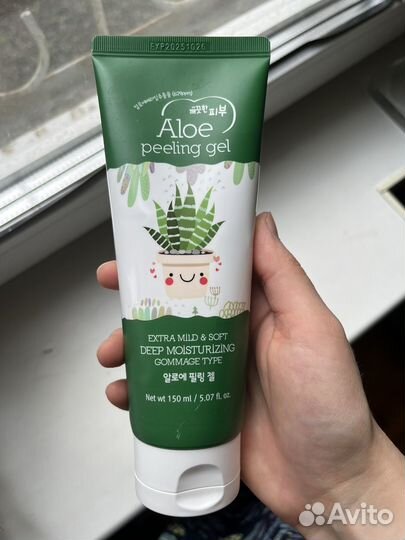 EXP20251026
깨끗한 피부
Aloe
peeling gel
EXTRA MILD & SOFT
DEEP MOISTURIZING
GOMMAGE TYPE
알로에 필링 젤
Net wt 150 ml / 5.07 fl. oz.
Avito